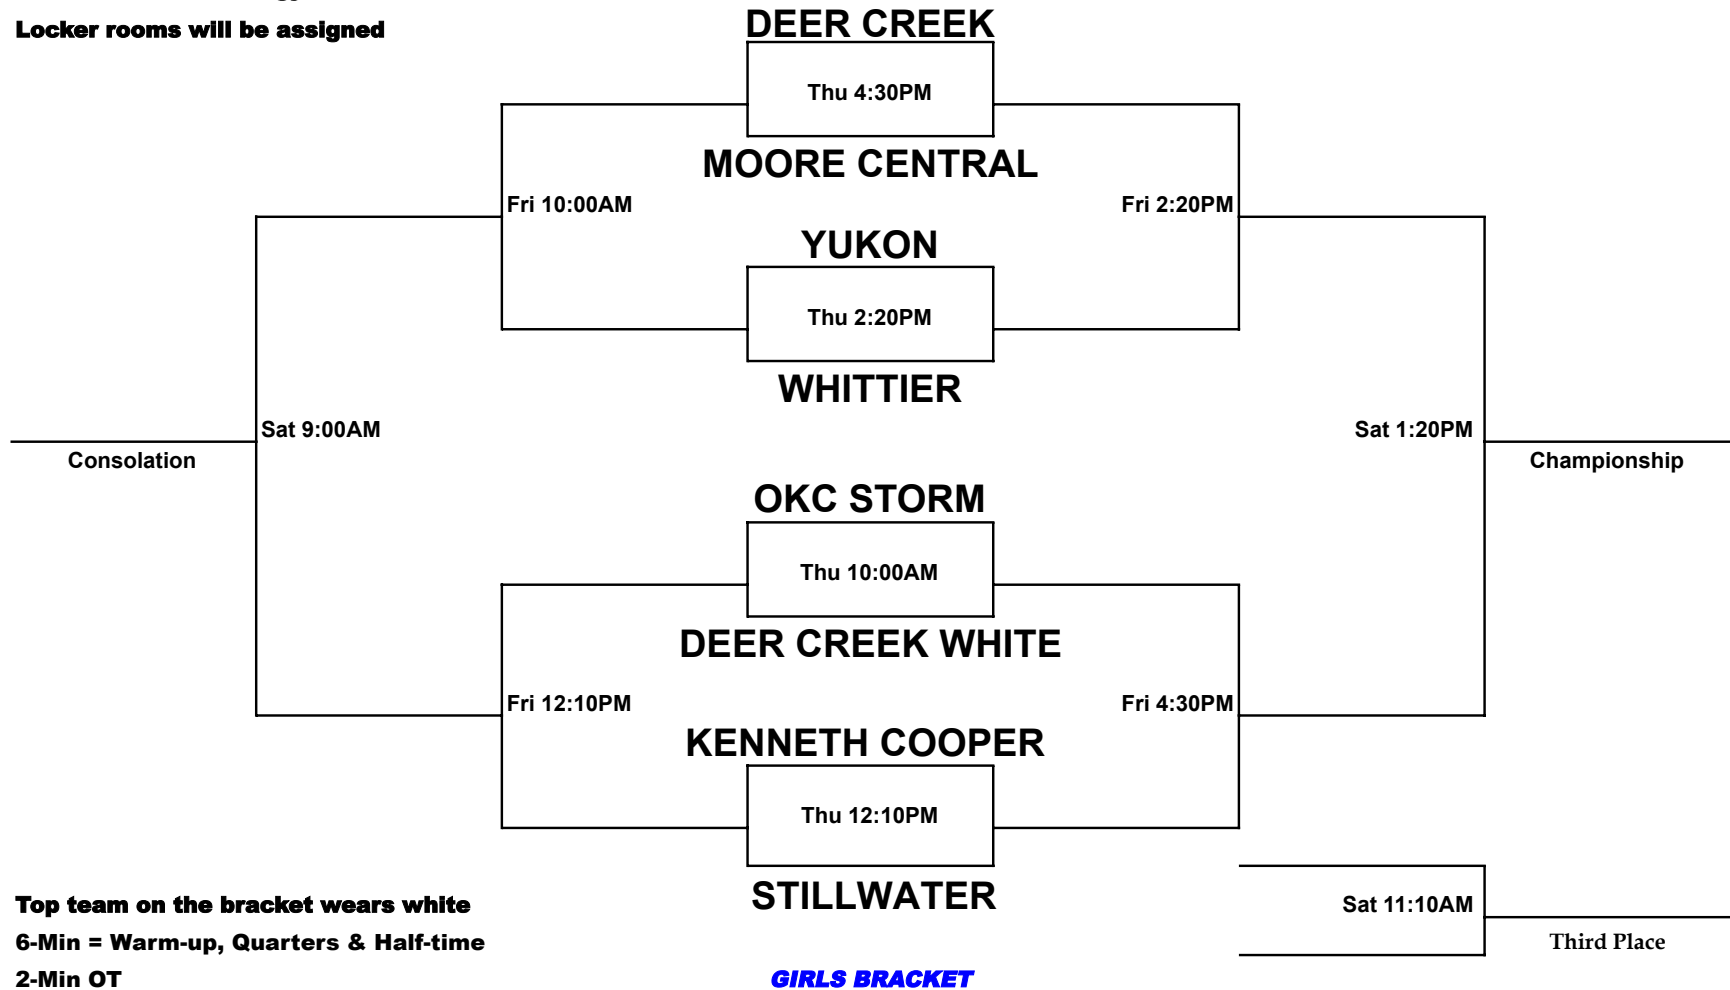 Locker rooms will be assigned
DEER CREEK
Thu 4:30PM
MOORE CENTRAL
Fri 10:00AM
Fri 2:20PM
YUKON
Thu 2:20PM
WHITTIER
Sat 9:00AM
Sat 1:20PM
Consolation
Championship
OKC STORM
Thu 10:00AM
DEER CREEK WHITE
Fri 12:10PM
Fri 4:30PM
KENNETH COOPER
Thu 12:10PM
STILLWATER
Top team on the bracket wears white
Sat 11:10AM
6-Min = Warm-up, Quarters & Half-time
Third Place
2-Min OT
GIRLS BRACKET